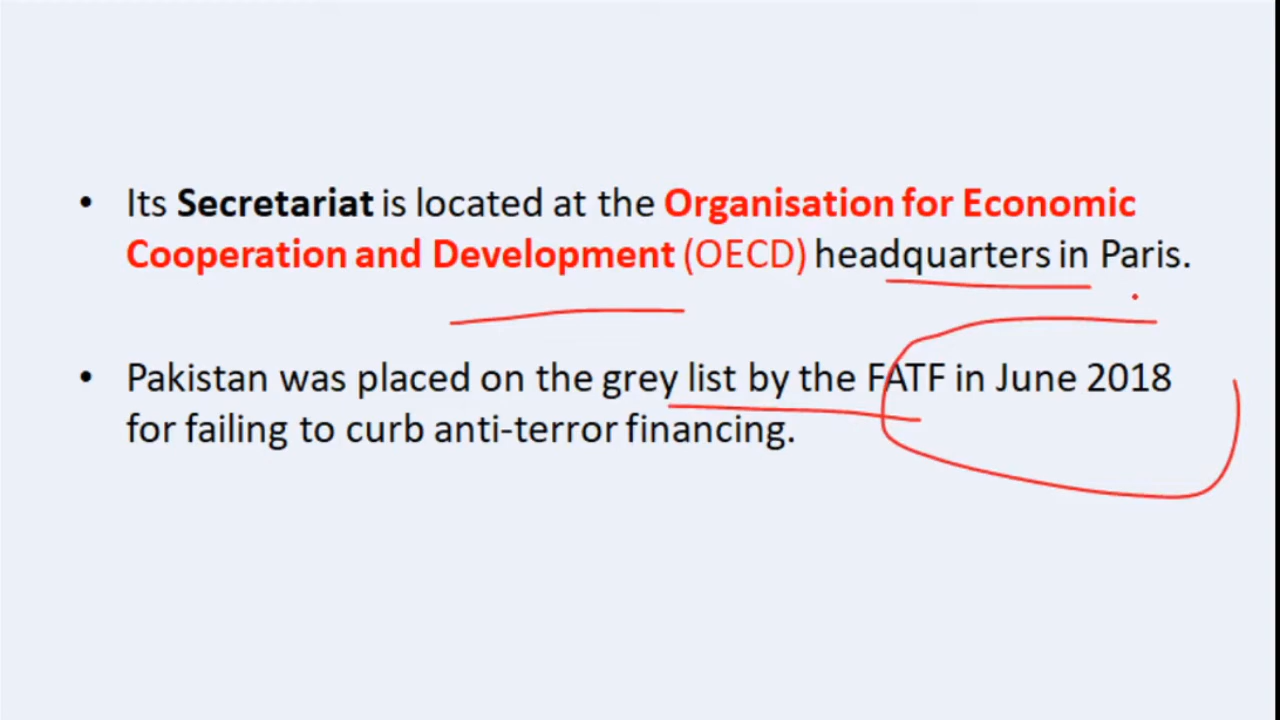 • Its Secretariat is located at the Organisation for Economic
Cooperation and Development (OECD) headquarters in Paris.
• Pakistan was placed on the grey list by the FATF in June 2018
for failing to curb anti-terror financing.